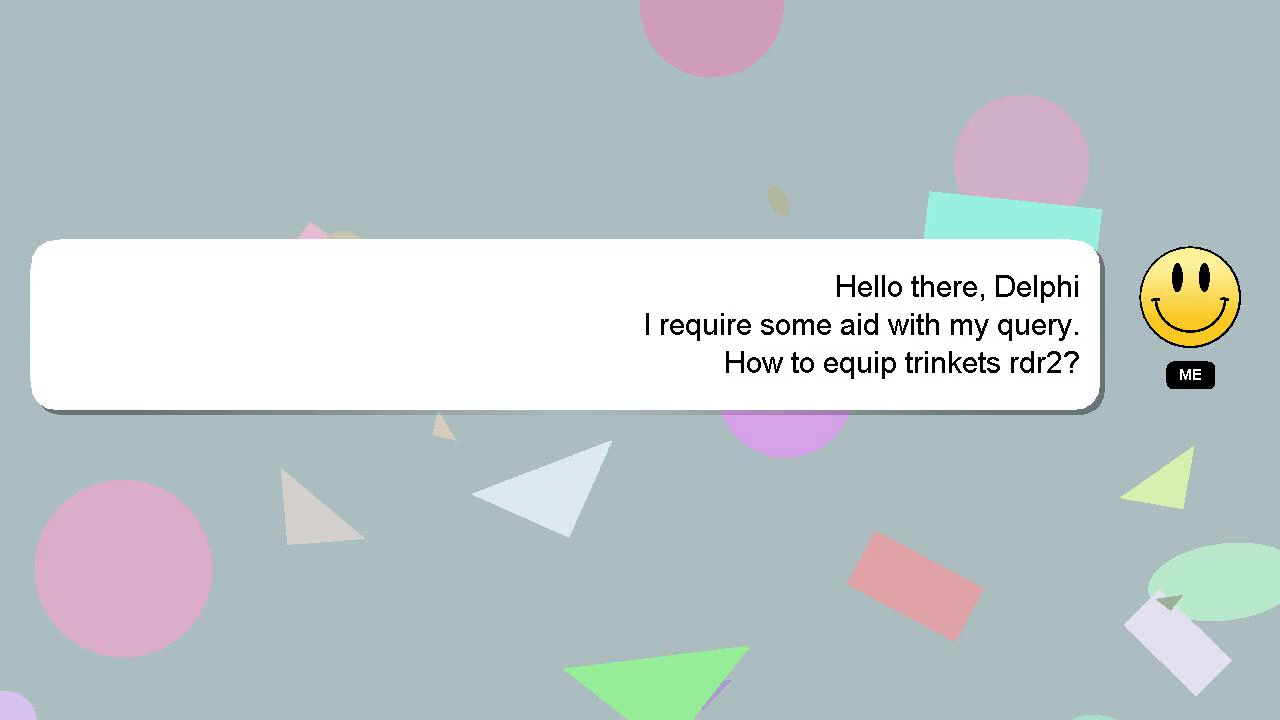 Hello there, Delphi
I require some aid with my query.
How to equip trinkets rdr2?
ME